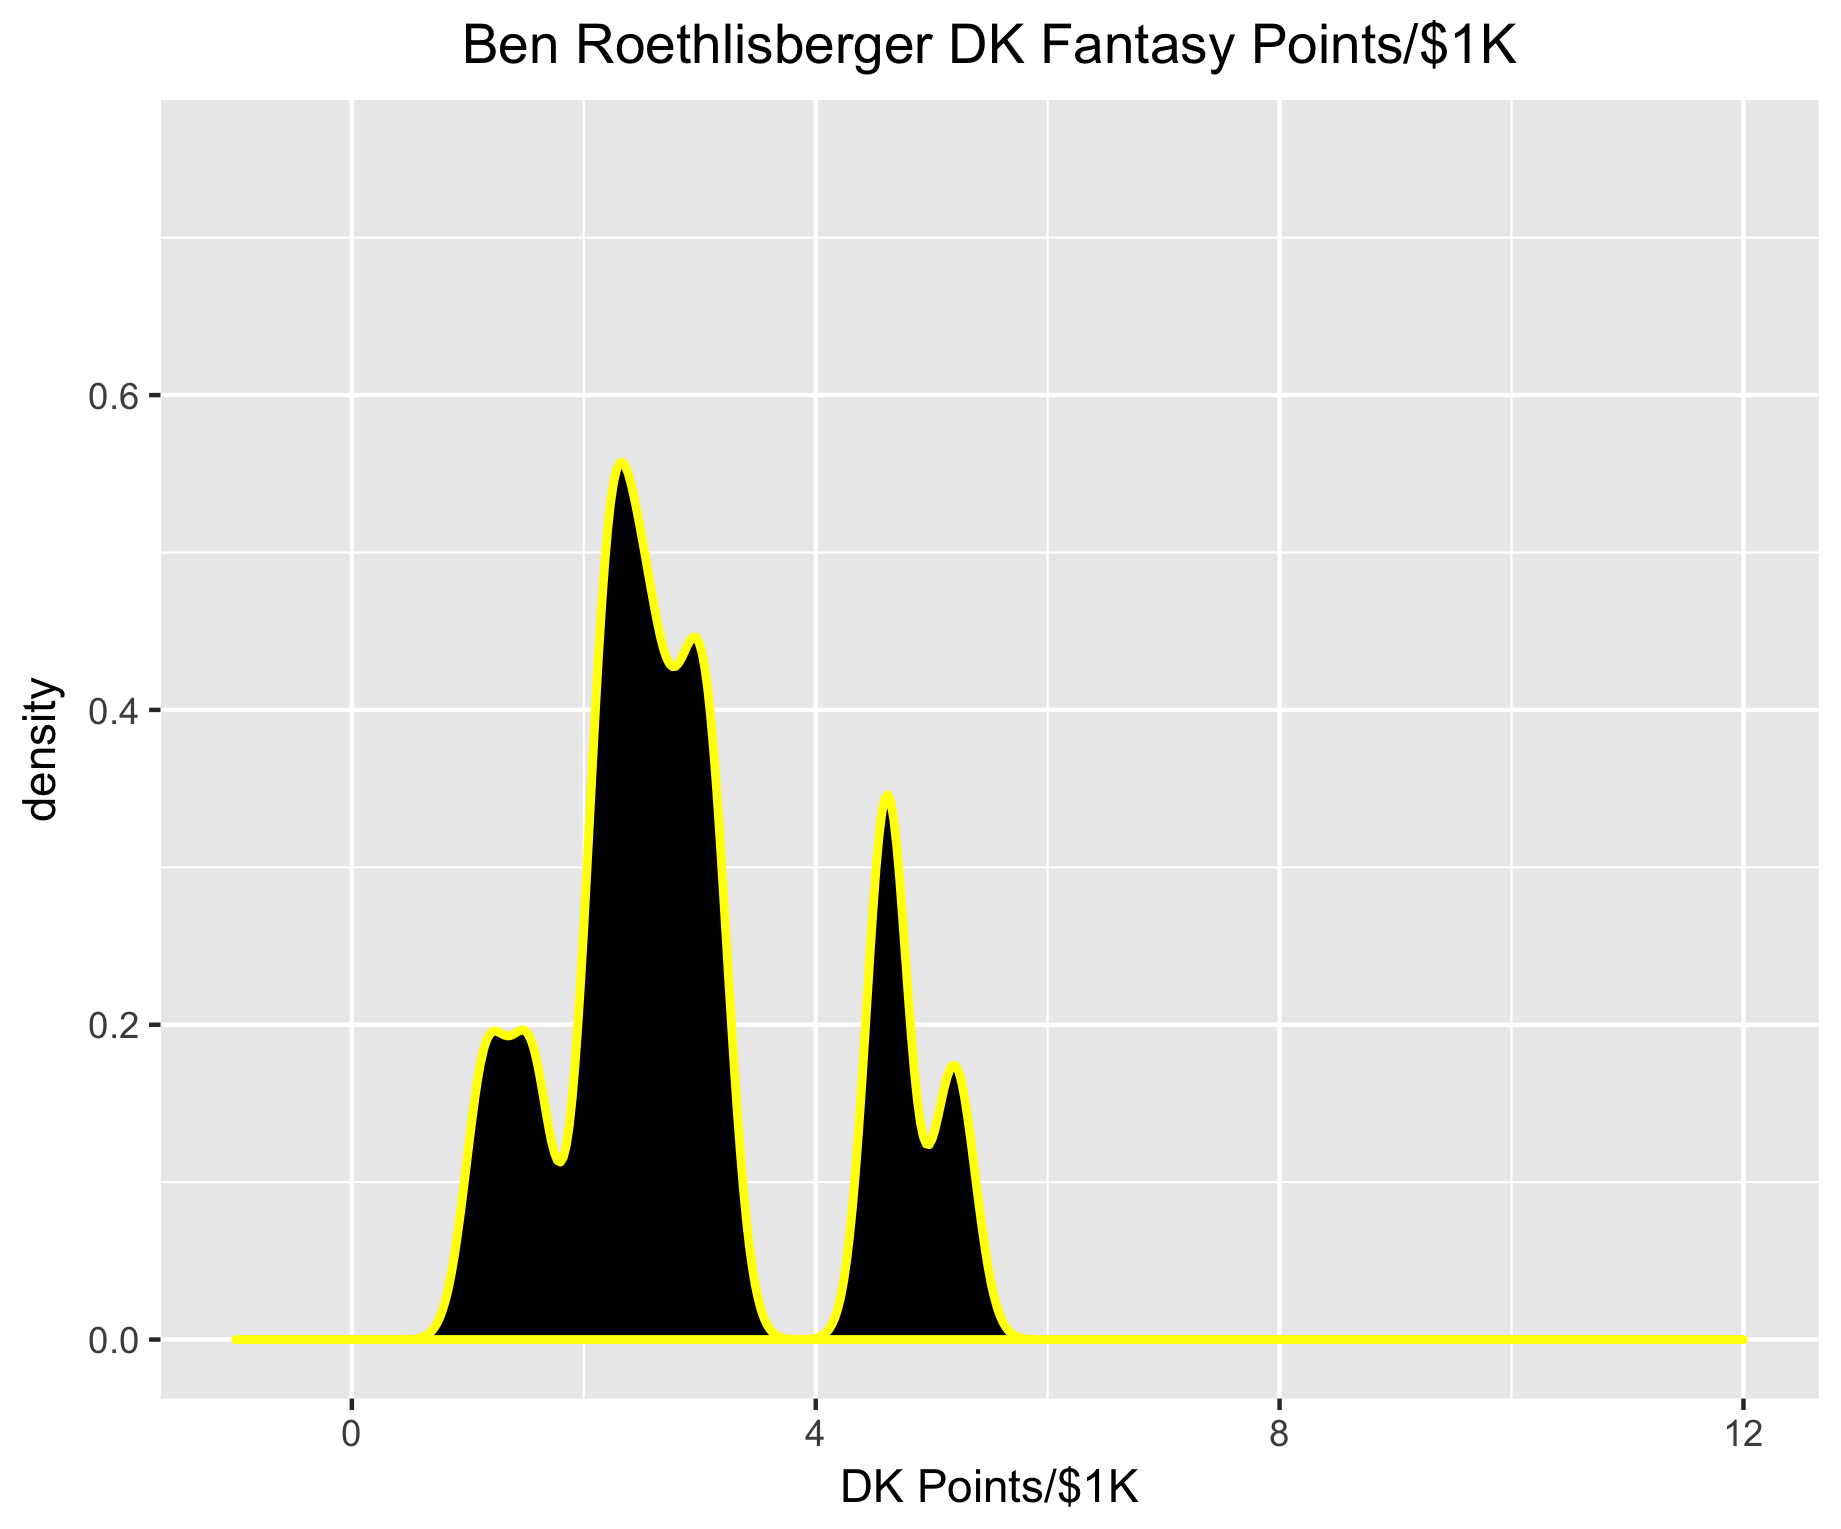 Ben Roethlisberger DK Fantasy Points/$1K
0.6
0.4
0.2
0.0
density
0 4 8 12
DK Points/$1K